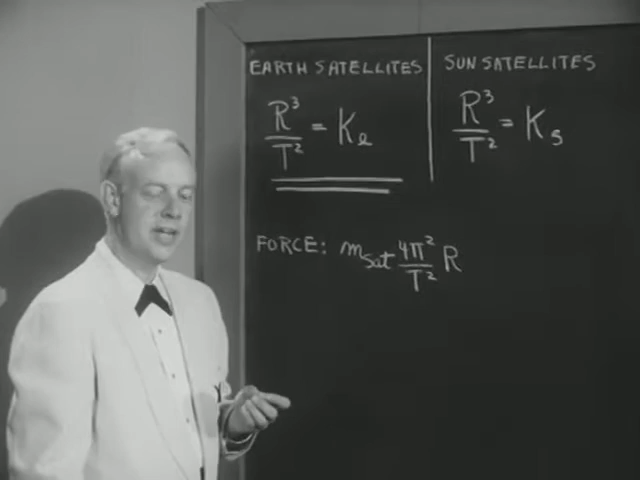 EARTH SATELLITES
R³/T² = Ke
SUN SATELLITES
R³/T² = Ks
FORCE: mSat 4π²/T² R